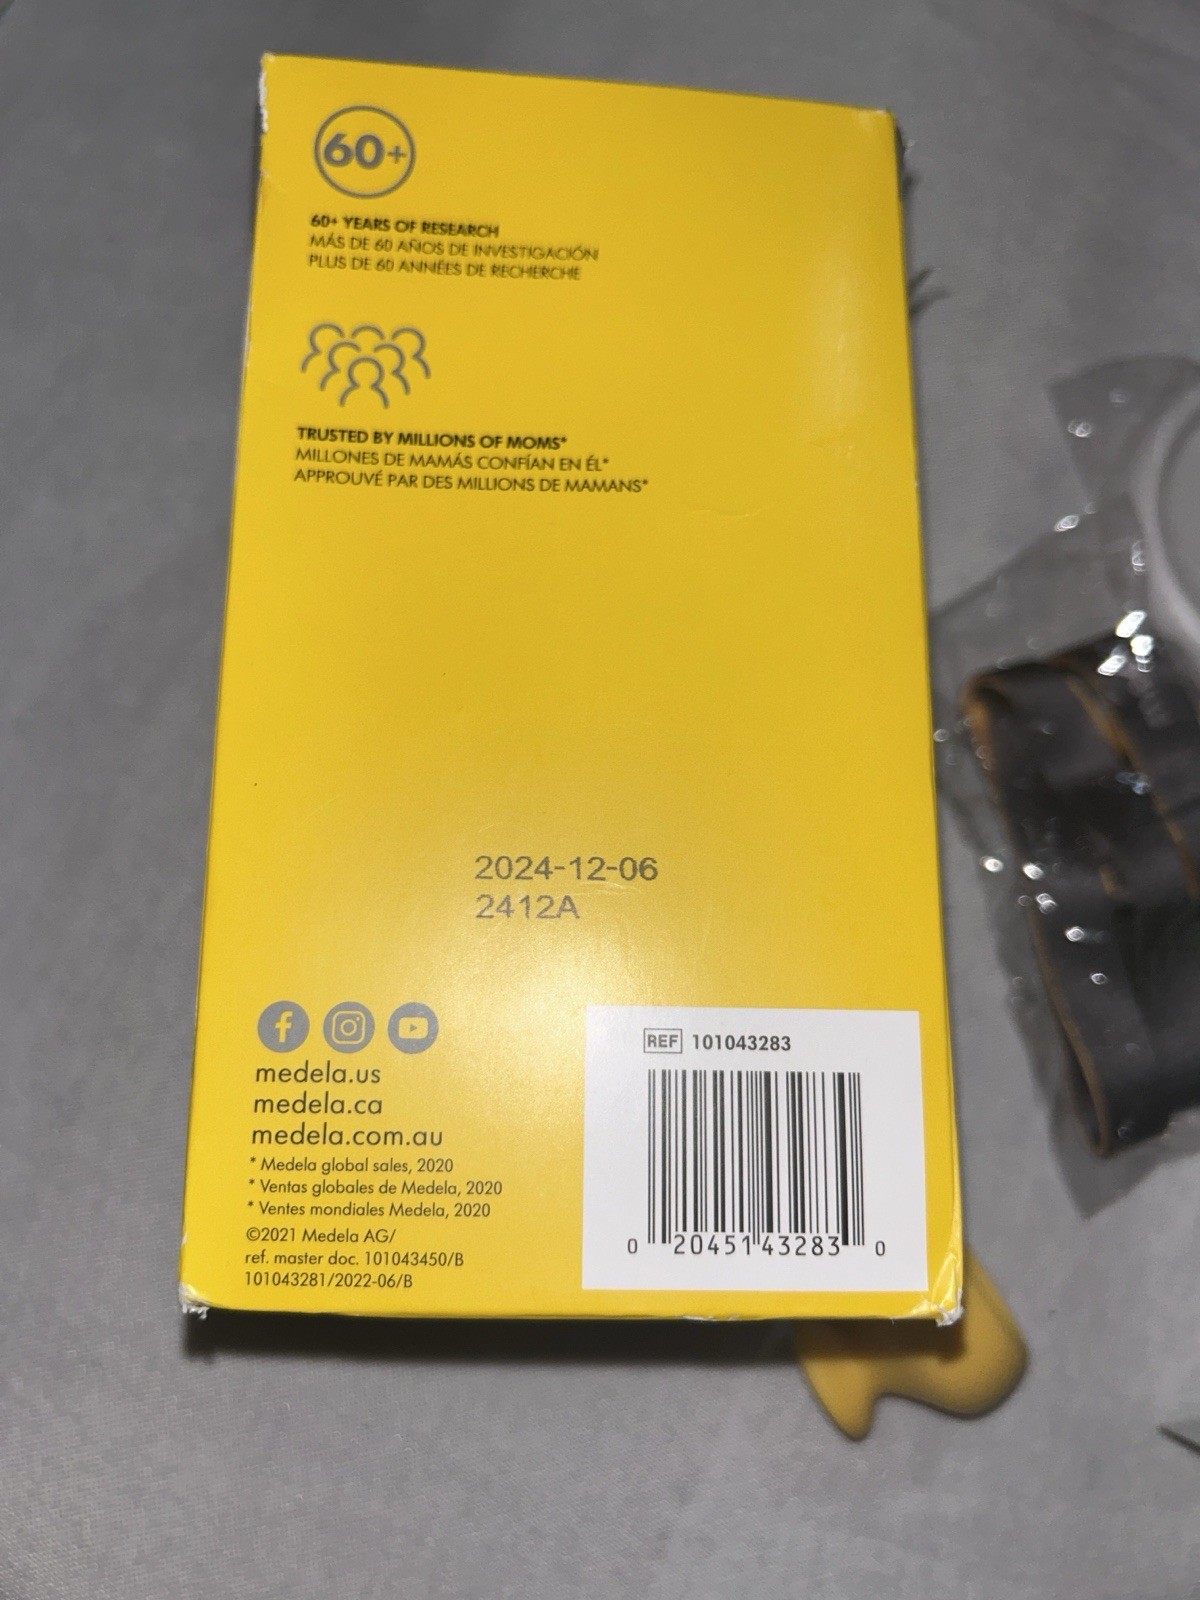 60+
60+ YEARS OF RESEARCH
MÁS DE 60 AÑOS DE INVESTIGACIÓN
PLUS DE 60 ANNÉES DE RECHERCHE
TRUSTED BY MILLIONS OF MOMS*
MILLONES DE MAMÁS CONFÍAN EN ÉL*
APPROUVÉ PAR DES MILLIONS DE MAMANS*
2024-12-06
2412A
medela.us
medela.ca
medela.com.au
* Medela global sales, 2020
* Ventas globales de Medela, 2020
* Ventes mondiales Medela, 2020
©2021 Medela AG/
ref. master doc. 101043450/B
101043281/2022-06/B
REF 101043283
0 20451 43283 0